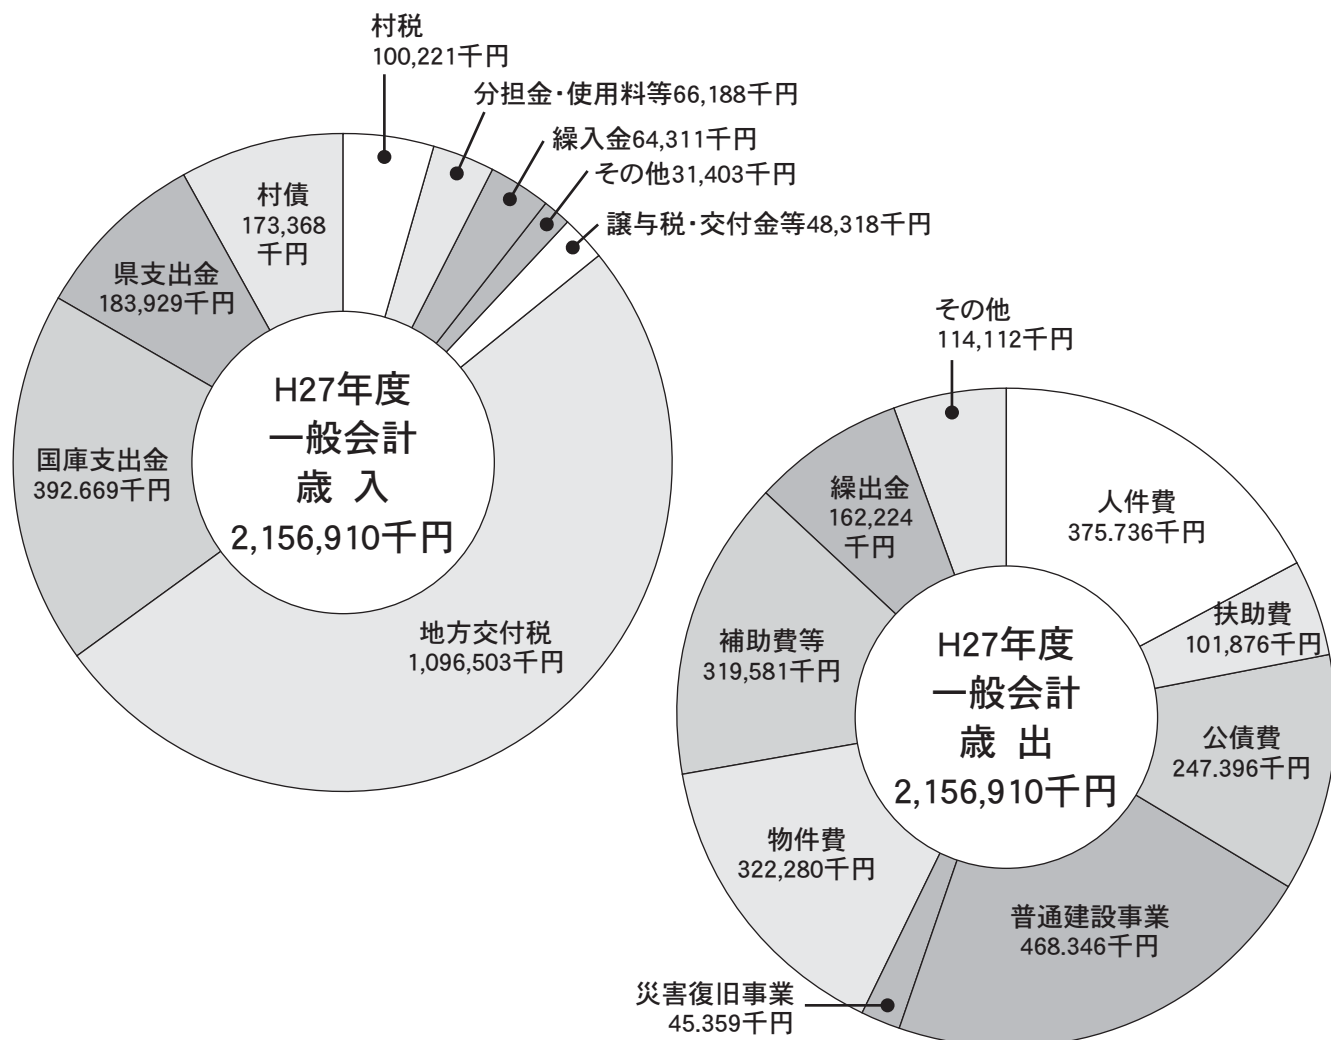 村税
100,221千円
分担金・使用料等66,188千円
繰入金64,311千円
その他31,403千円
譲与税・交付金等48,318千円
村債
173,368
千円
県支出金
183,929千円
国庫支出金
392.669千円
地方交付税
1,096,503千円
H27年度
一般会計
歳 入
2,156,910千円
その他
114,112千円
人件費
375.736千円
扶助費
101,876千円
公債費
247.396千円
普通建設事業
468.346千円
災害復旧事業
45.359千円
物件費
322,280千円
補助費等
319,581千円
繰出金
162,224
千円
H27年度
一般会計
歳 出
2,156,910千円